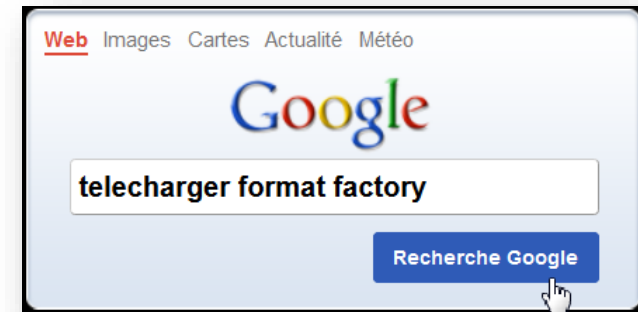 Web Images Cartes Actualité Météo
Google
telecharger format factory
Recherche Google